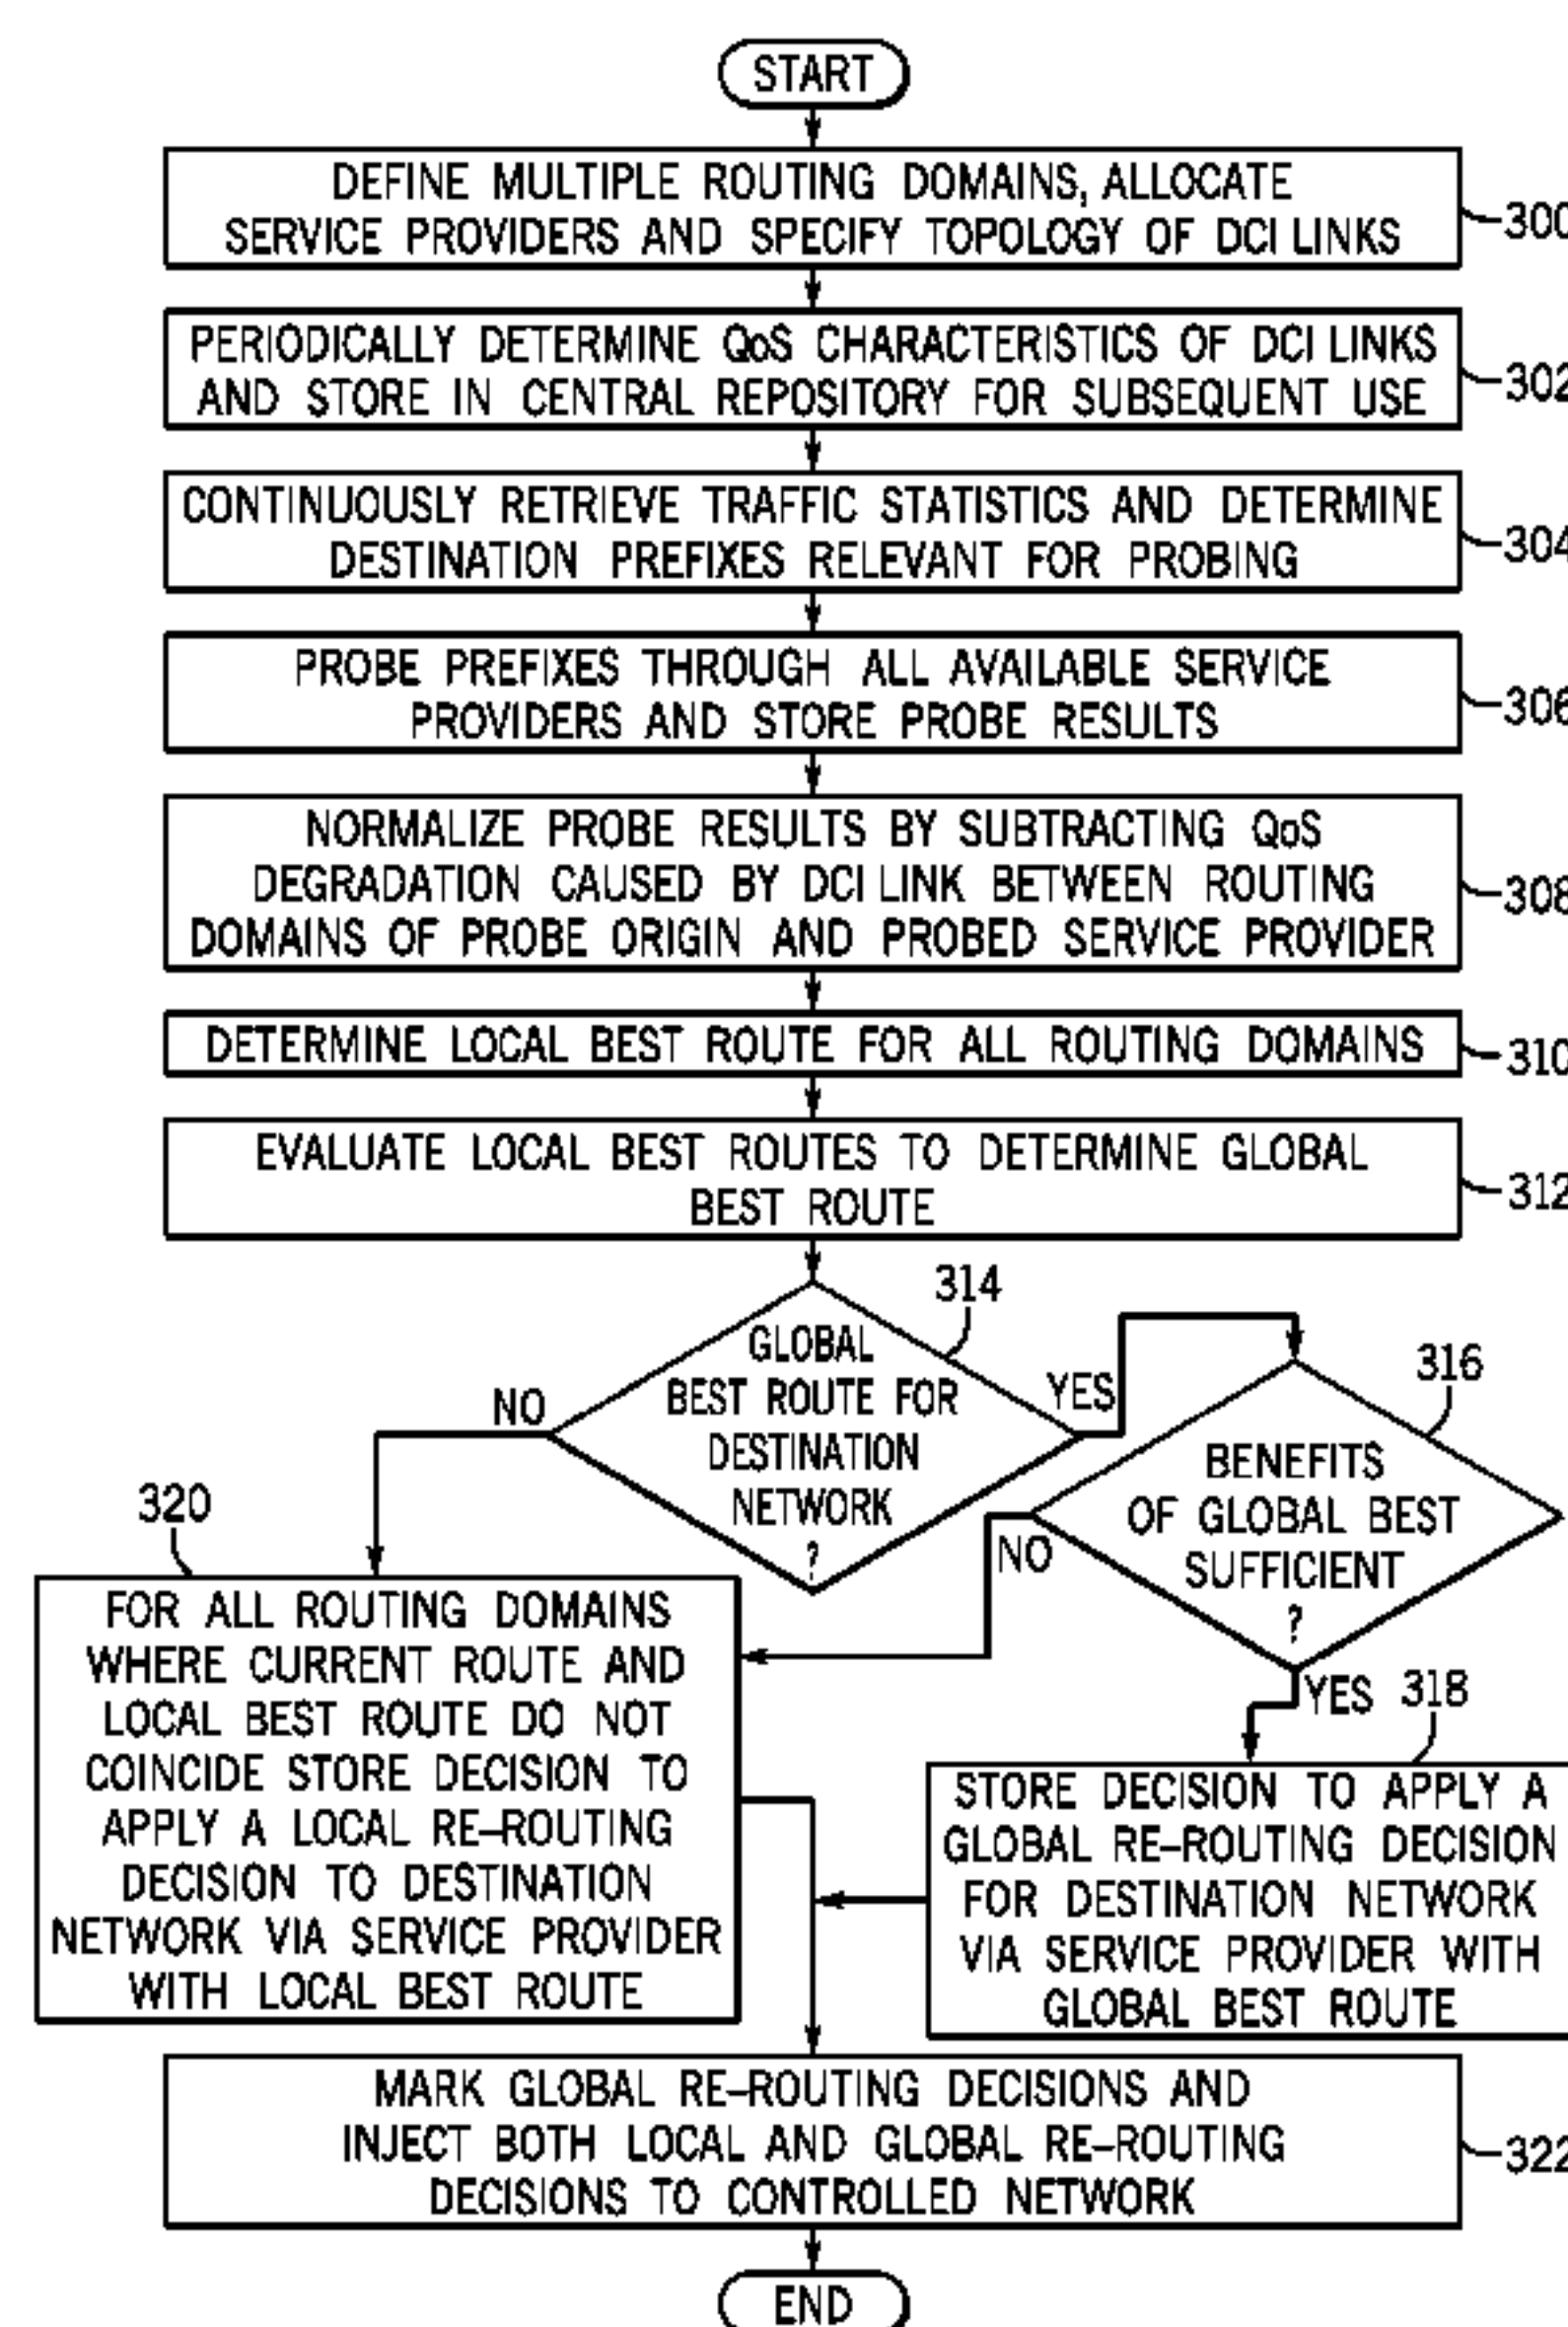 START
DEFINE MULTIPLE ROUTING DOMAINS, ALLOCATE
SERVICE PROVIDERS AND SPECIFY TOPOLOGY OF DCI LINKS
300
PERIODICALLY DETERMINE QoS CHARACTERISTICS OF DCI LINKS
AND STORE IN CENTRAL REPOSITORY FOR SUBSEQUENT USE
302
CONTINUOUSLY RETRIEVE TRAFFIC STATISTICS AND DETERMINE
DESTINATION PREFIXES RELEVANT FOR PROBING
304
PROBE PREFIXES THROUGH ALL AVAILABLE SERVICE
PROVIDERS AND STORE PROBE RESULTS
306
NORMALIZE PROBE RESULTS BY SUBTRACTING QoS
DEGRADATION CAUSED BY DCI LINK BETWEEN ROUTING
DOMAINS OF PROBE ORIGIN AND PROBED SERVICE PROVIDER
308
DETERMINE LOCAL BEST ROUTE FOR ALL ROUTING DOMAINS
310
EVALUATE LOCAL BEST ROUTES TO DETERMINE GLOBAL
BEST ROUTE
312
314
GLOBAL
BEST ROUTE FOR
DESTINATION
NETWORK
?
NO
YES
316
BENEFITS
OF GLOBAL BEST
SUFFICIENT
?
NO
YES
320
FOR ALL ROUTING DOMAINS
WHERE CURRENT ROUTE AND
LOCAL BEST ROUTE DO NOT
COINCIDE STORE DECISION TO
APPLY A LOCAL RE–ROUTING
DECISION TO DESTINATION
NETWORK VIA SERVICE PROVIDER
WITH LOCAL BEST ROUTE
318
STORE DECISION TO APPLY A
GLOBAL RE–ROUTING DECISION
FOR DESTINATION NETWORK
VIA SERVICE PROVIDER WITH
GLOBAL BEST ROUTE
MARK GLOBAL RE–ROUTING DECISIONS AND
INJECT BOTH LOCAL AND GLOBAL RE–ROUTING
DECISIONS TO CONTROLLED NETWORK
322
END